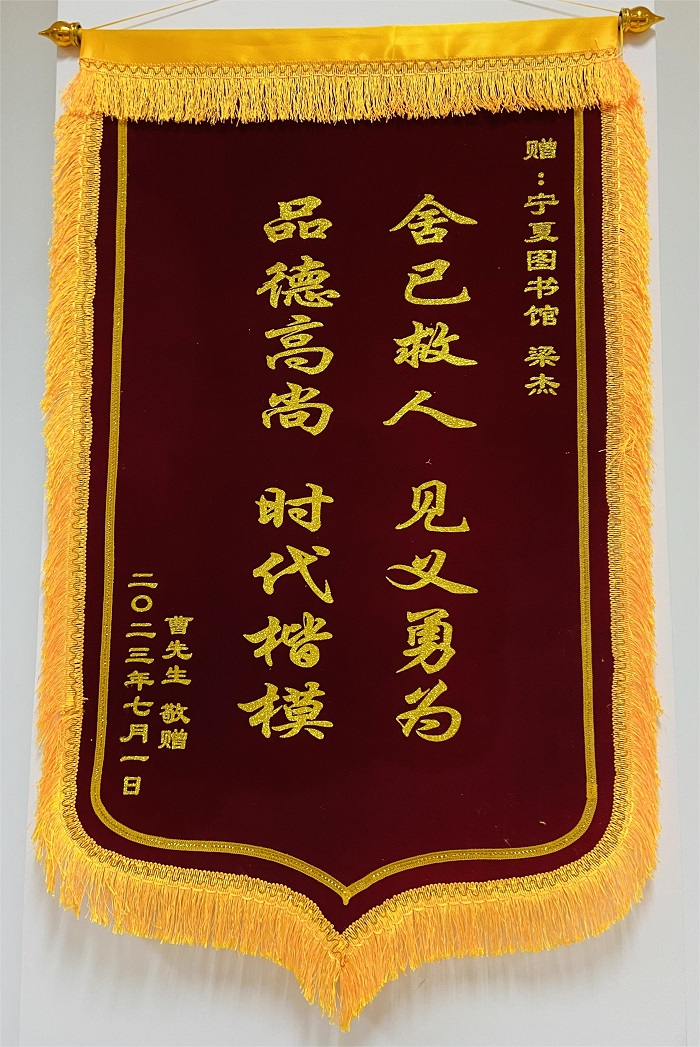 赠：宁夏图书馆 梁杰
舍已救人 见义勇为
品德高尚 时代楷模
曹先生 敬赠
二〇二三年七月一日